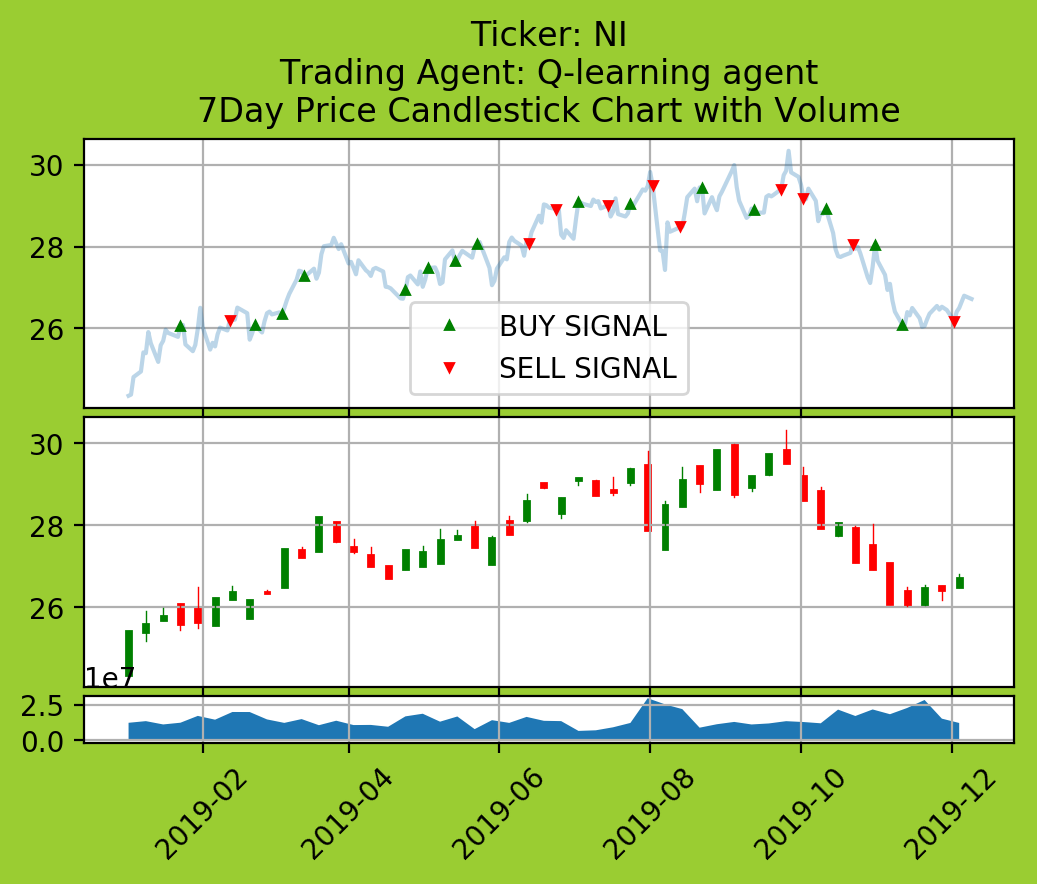 Ticker: NI
Trading Agent: Q-learning agent
7Day Price Candlestick Chart with Volume
30
28
26
BUY SIGNAL
SELL SIGNAL
30
28
26
1e7
2.5
0.0
2019-02
2019-04
2019-06
2019-08
2019-10
2019-12